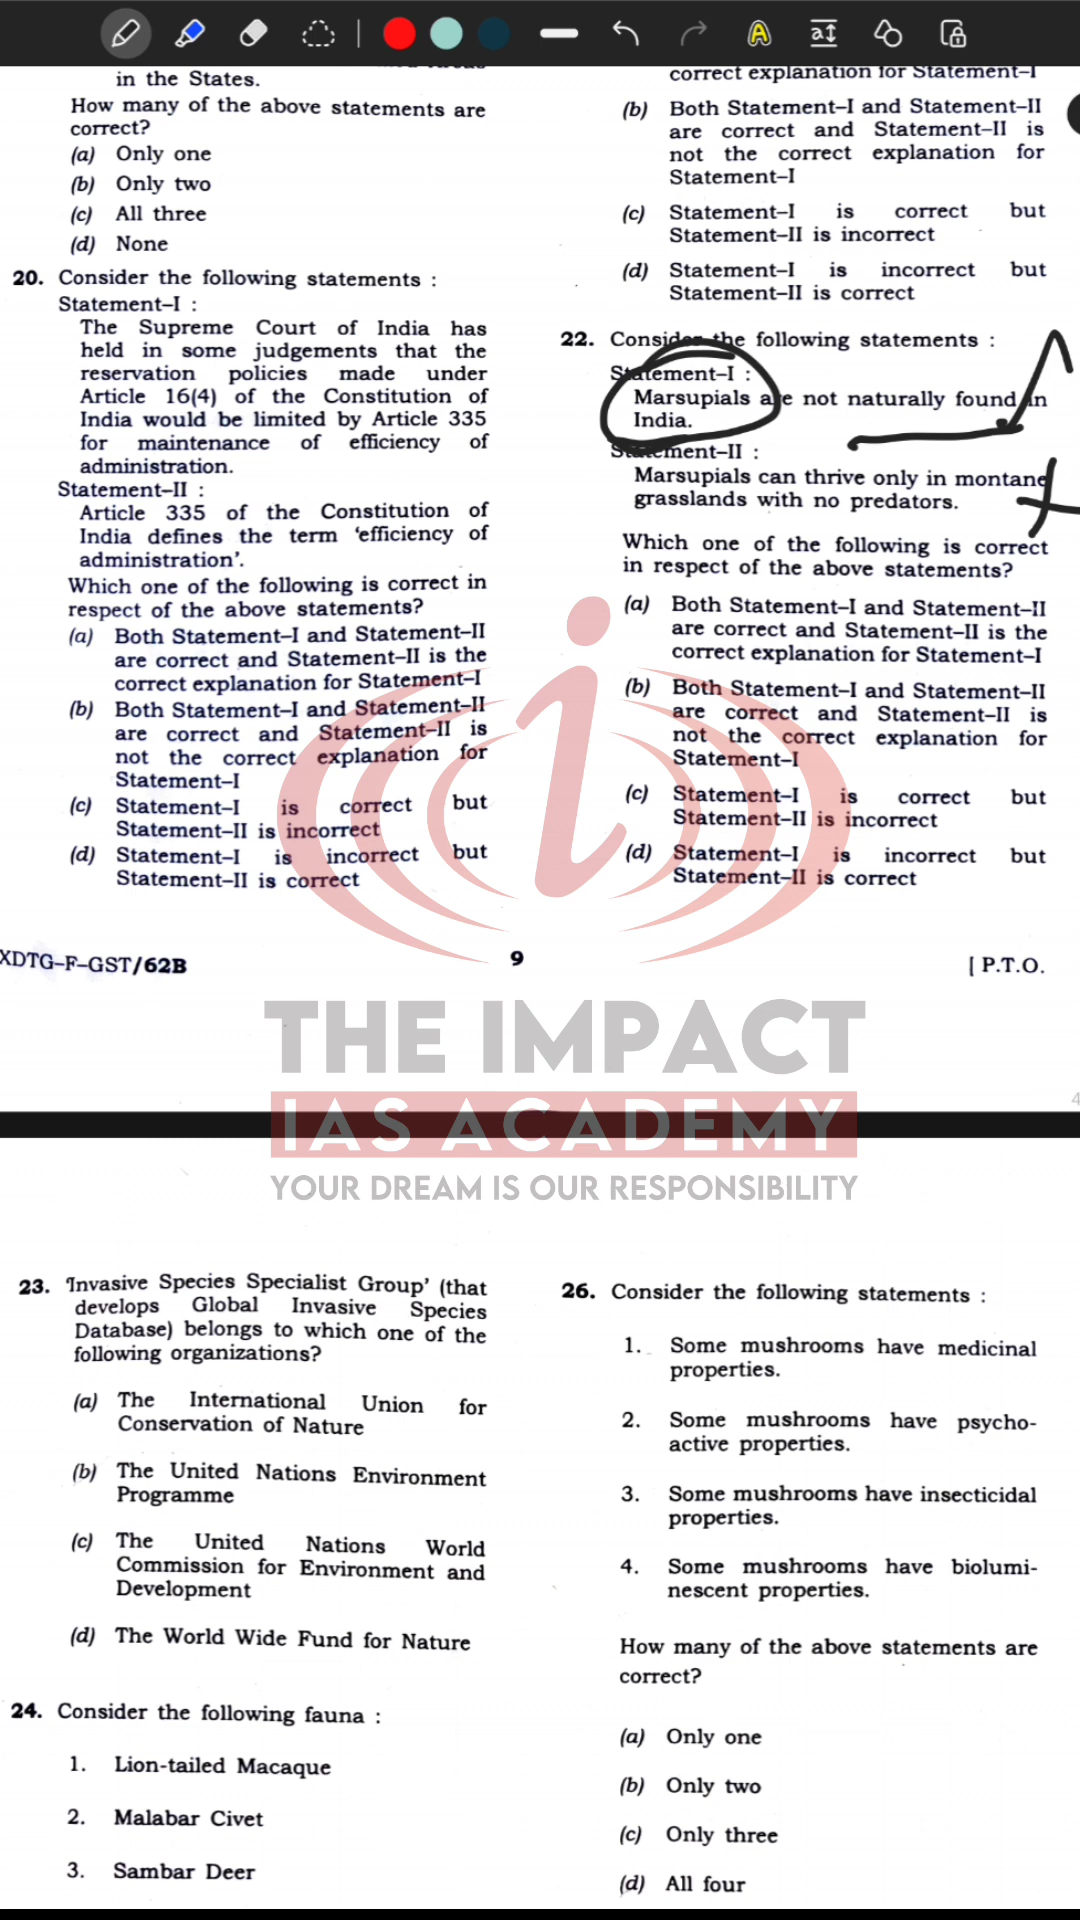 in the States.
How many of the above statements are
correct?
(a) Only one
(b) Only two
(c) All three
(d) None
20. Consider the following statements :
Statement–I :
The Supreme Court of India has
held in some judgements that the
reservation policies made under
Article 16(4) of the Constitution of
India would be limited by Article 335
for maintenance of efficiency of
administration.
Statement–II :
Article 335 of the Constitution of
India defines the term ‘efficiency of
administration’.
Which one of the following is correct in
respect of the above statements?
(a) Both Statement–I and Statement–II
are correct and Statement–II is the
correct explanation for Statement–I
(b) Both Statement–I and Statement–II
are correct and Statement–II is
not the correct explanation for
Statement–I
(c) Statement–I is correct but
Statement–II is incorrect
(d) Statement–I is incorrect but
Statement–II is correct
correct explanation for Statement–I
(b) Both Statement–I and Statement–II
are correct and Statement–II is
not the correct explanation for
Statement–I
(c) Statement–I is correct but
Statement–II is incorrect
(d) Statement–I is incorrect but
Statement–II is correct
22. Consider the following statements :
Statement–I :
Marsupials are not naturally found in
India.
Statement–II :
Marsupials can thrive only in montane
grasslands with no predators.
Which one of the following is correct
in respect of the above statements?
(a) Both Statement–I and Statement–II
are correct and Statement–II is the
correct explanation for Statement–I
(b) Both Statement–I and Statement–II
are correct and Statement–II is
not the correct explanation for
Statement–I
(c) Statement–I is correct but
Statement–II is incorrect
(d) Statement–I is incorrect but
Statement–II is correct
XDTG–F–GST/62B
9
[ P.T.O.
THE IMPACT
IAS ACADEMY
YOUR DREAM IS OUR RESPONSIBILITY
4
23. ‘Invasive Species Specialist Group’ (that
develops Global Invasive Species
Database) belongs to which one of the
following organizations?
(a) The International Union for
Conservation of Nature
(b) The United Nations Environment
Programme
(c) The United Nations World
Commission for Environment and
Development
(d) The World Wide Fund for Nature
24. Consider the following fauna :
1. Lion-tailed Macaque
2. Malabar Civet
3. Sambar Deer
26. Consider the following statements :
1. Some mushrooms have medicinal
properties.
2. Some mushrooms have psycho-
active properties.
3. Some mushrooms have insecticidal
properties.
4. Some mushrooms have biolumi-
nescent properties.
How many of the above statements are
correct?
(a) Only one
(b) Only two
(c) Only three
(d) All four